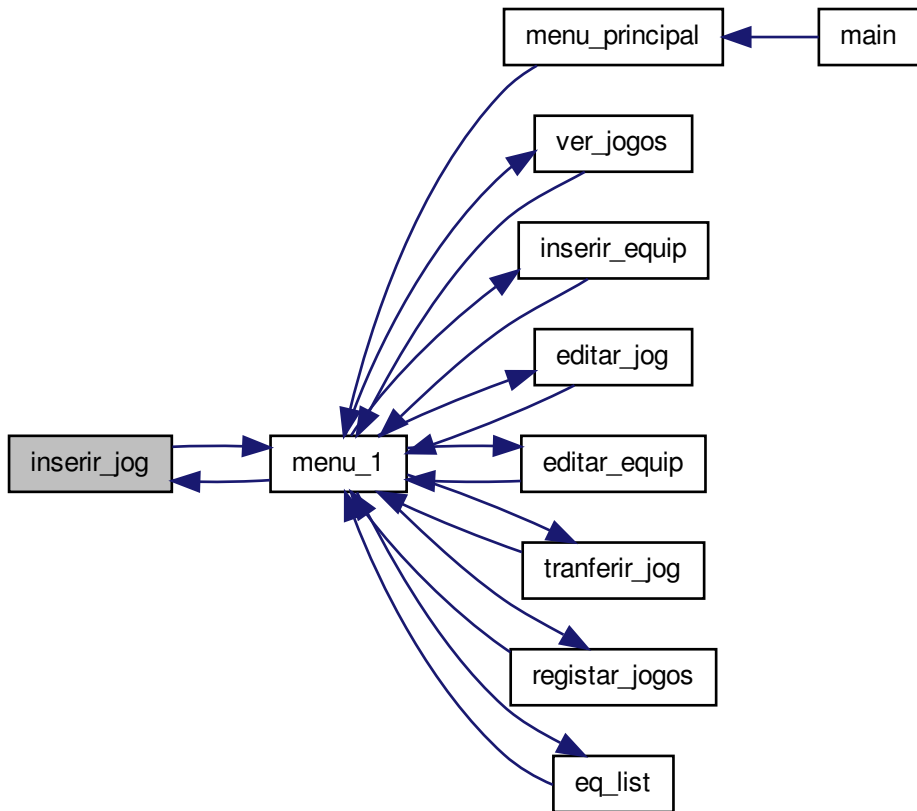 menu_principal
main
ver_jogos
inserir_equip
editar_jog
inserir_jog
menu_1
editar_equip
tranferir_jog
registar_jogos
eq_list